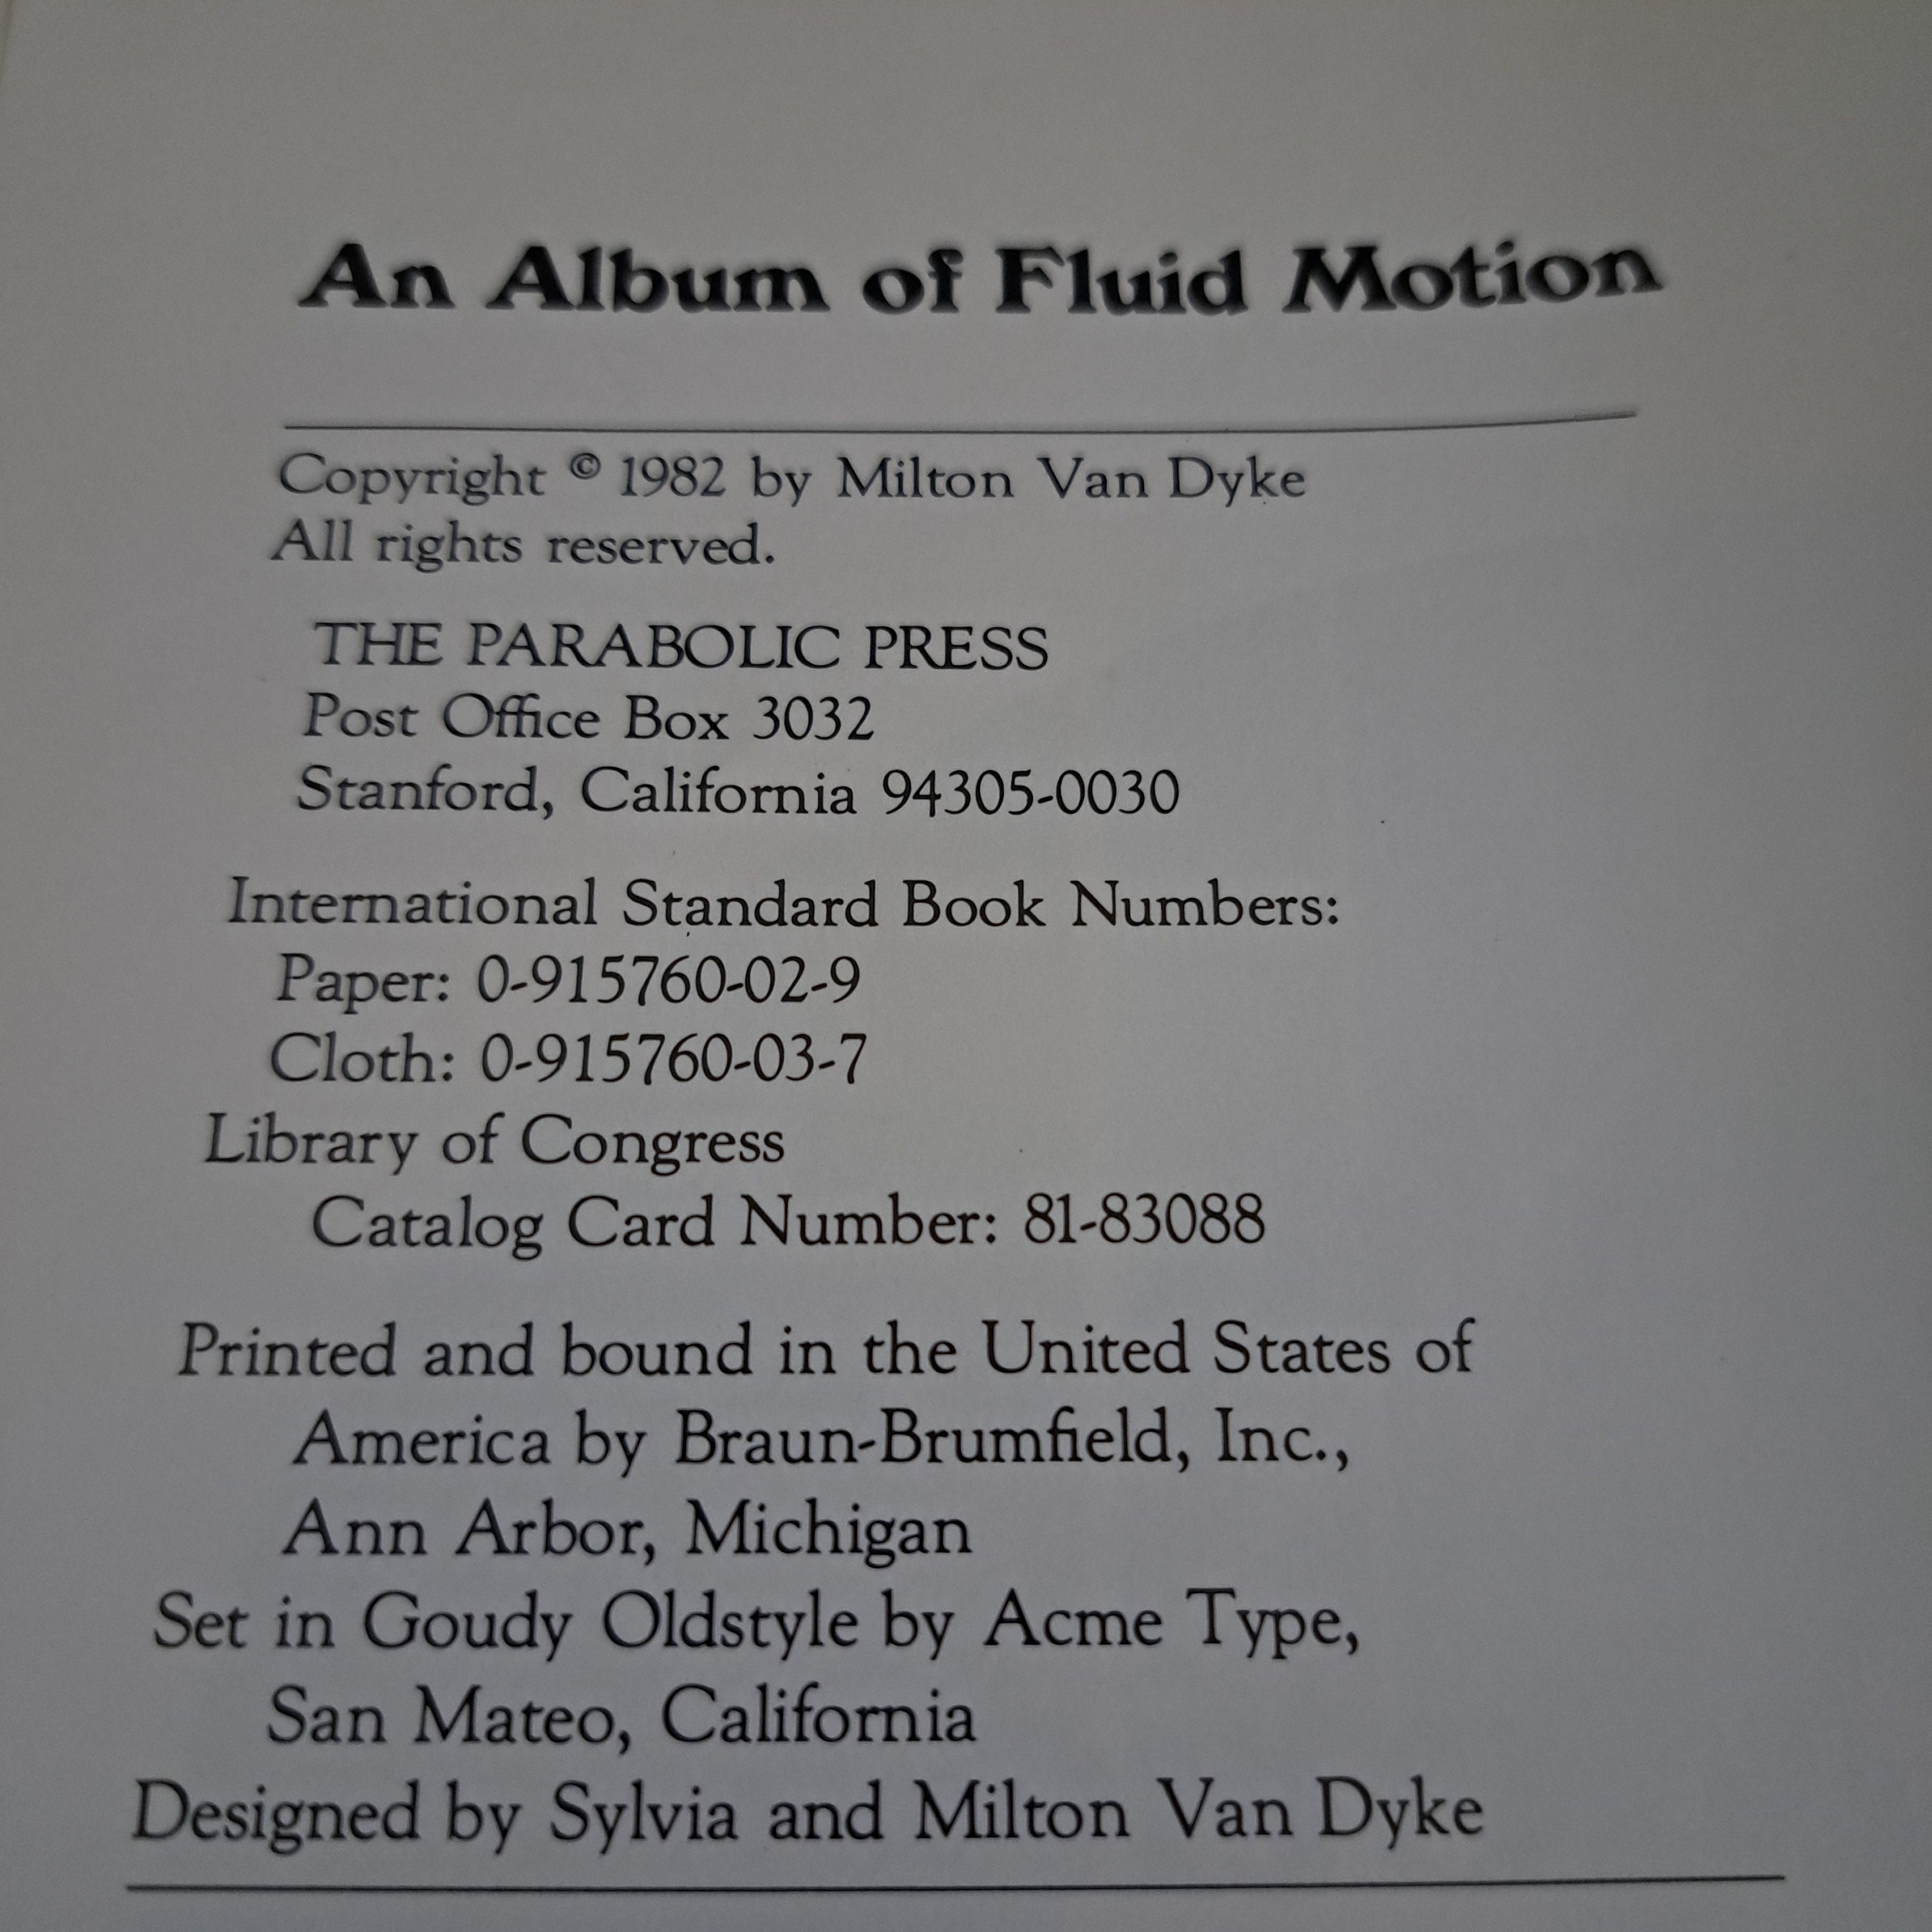 An Album of Fluid Motion
Copyright © 1982 by Milton Van Dyke
All rights reserved.
THE PARABOLIC PRESS
Post Office Box 3032
Stanford, California 94305-0030
International Standard Book Numbers:
Paper: 0-915760-02-9
Cloth: 0-915760-03-7
Library of Congress
Catalog Card Number: 81-83088
Printed and bound in the United States of
America by Braun-Brumfield, Inc.,
Ann Arbor, Michigan
Set in Goudy Oldstyle by Acme Type,
San Mateo, California
Designed by Sylvia and Milton Van Dyke